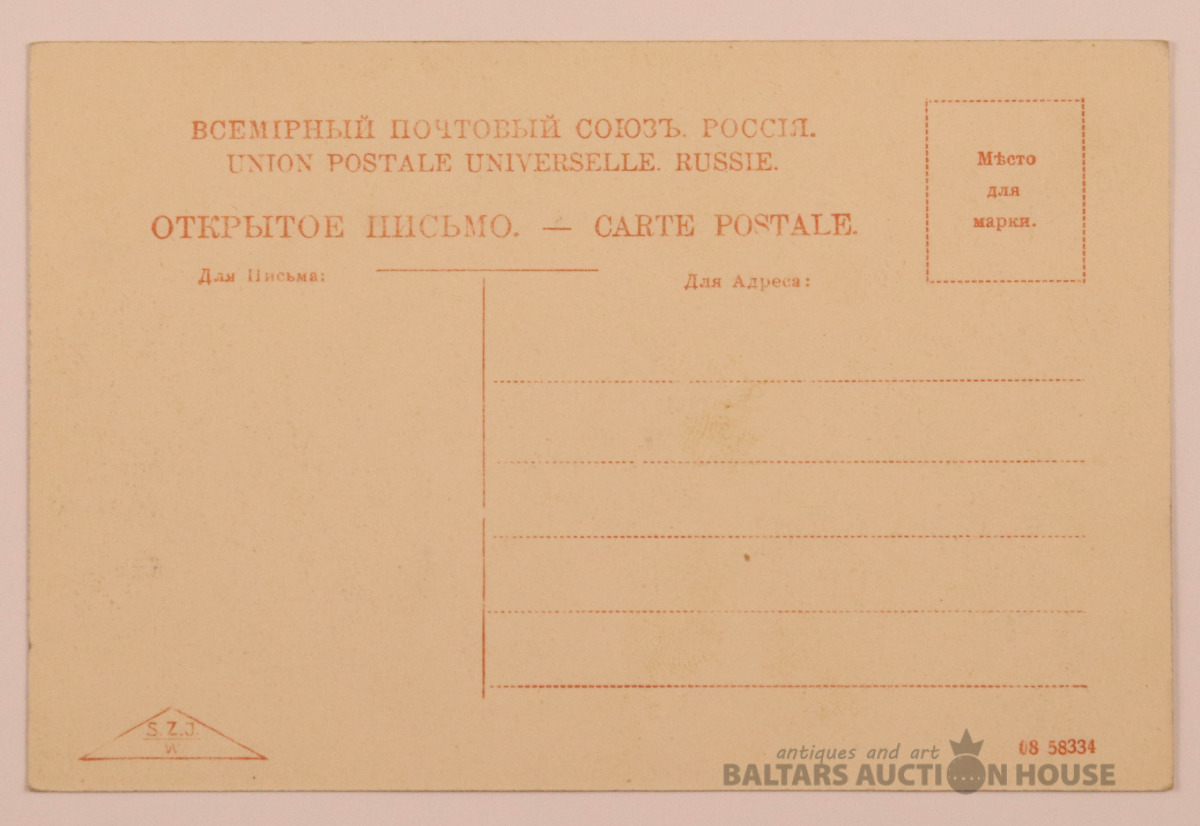 ВСЕМІРНЫЙ ПОЧТОВЫЙ СОЮЗЪ. РОССІЯ.
UNION POSTALE UNIVERSELLE. RUSSIE.
ОТКРЫТОЕ ПИСЬМО. — CARTE POSTALE.
Мѣсто
для
марки.
Для Письма:
Для Адреса:
S. Z. J.
W
08 58334
antiques and art
BALTARS AUCTION HOUSE